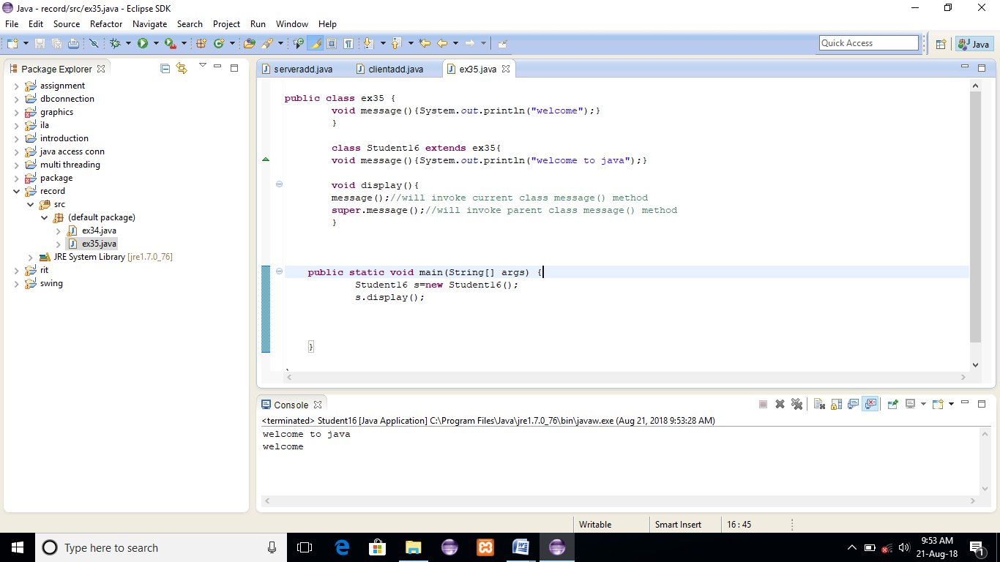 Java - record/src/ex35.java - Eclipse SDK
File Edit Source Refactor Navigate Search Project Run Window Help
Quick Access
Java
Package Explorer
assignment
dbconnection
graphics
ila
introduction
java access conn
multi threading
package
record
src
(default package)
ex34.java
ex35.java
JRE System Library [jre1.7.0_76]
rit
swing
serveradd.java clientadd.java ex35.java
public class ex35 {
void message(){System.out.println("welcome");}
}
class Student16 extends ex35{
void message(){System.out.println("welcome to java");}
void display(){
message();//will invoke current class message() method
super.message();//will invoke parent class message() method
}
public static void main(String[] args) {
Student16 s=new Student16();
s.display();
}
Console
<terminated> Student16 [Java Application] C:\Program Files\Java\jre1.7.0_76\bin\javaw.exe (Aug 21, 2018 9:53:28 AM)
welcome to java
welcome
Writable Smart Insert 16 : 45
Type here to search
9:53 AM
21-Aug-18
1